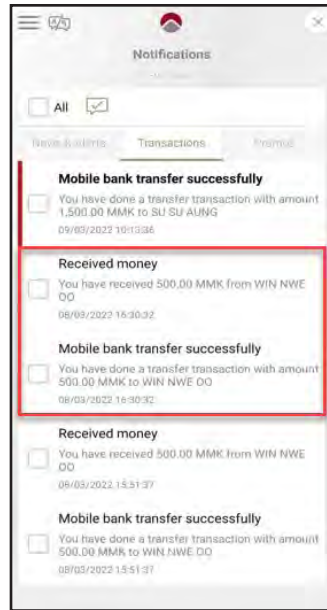 Notifications
All
Transactions
Mobile bank transfer successfully
You have done a transfer transaction with amount
1,500.00 MMK to SU SU AUNG
09/03/2022 10:13:36
Received money
You have received 500.00 MMK from WIN NWE
OO
08/03/2022 16:30:32
Mobile bank transfer successfully
You have done a transfer transaction with amount
500.00 MMK to WIN NWE OO
08/03/2022 16:30:32
Received money
You have received 500.00 MMK from WIN NWE
OO
08/03/2022 15:51:37
Mobile bank transfer successfully
You have done a transfer transaction with amount
500.00 MMK to WIN NWE OO
08/03/2022 15:51:37